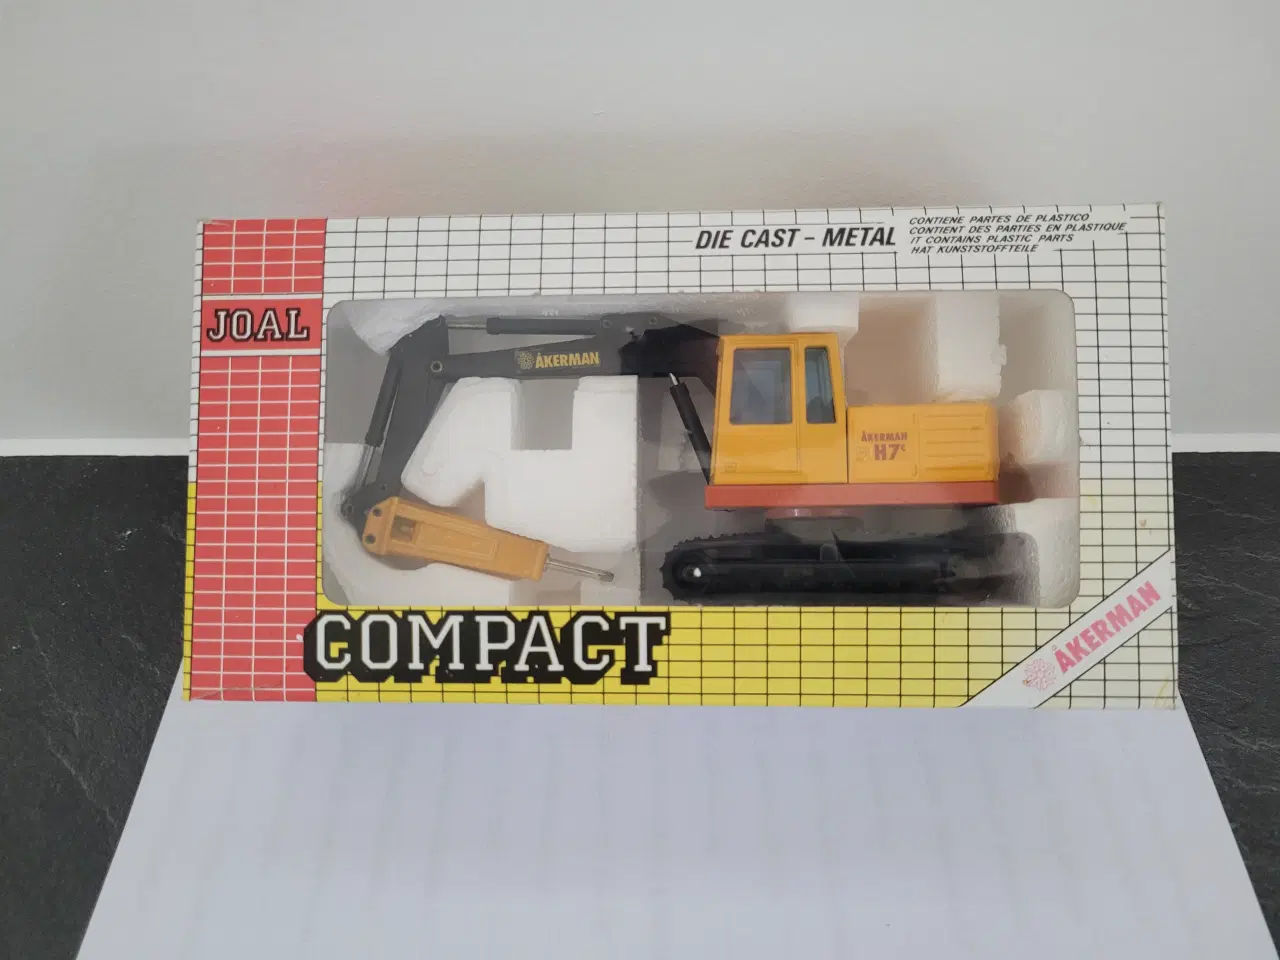 DIE CAST - METAL
CONTIENE PARTES DE PLASTICO
CONTIENT DES PARTIES EN PLASTIQUE
IT CONTAINS PLASTIC PARTS
HAT KUNSTSTOFFTEILE
JOAL
ÅKERMAN
ÅKERMAN
H7c
COMPACT
ÅKERMAN